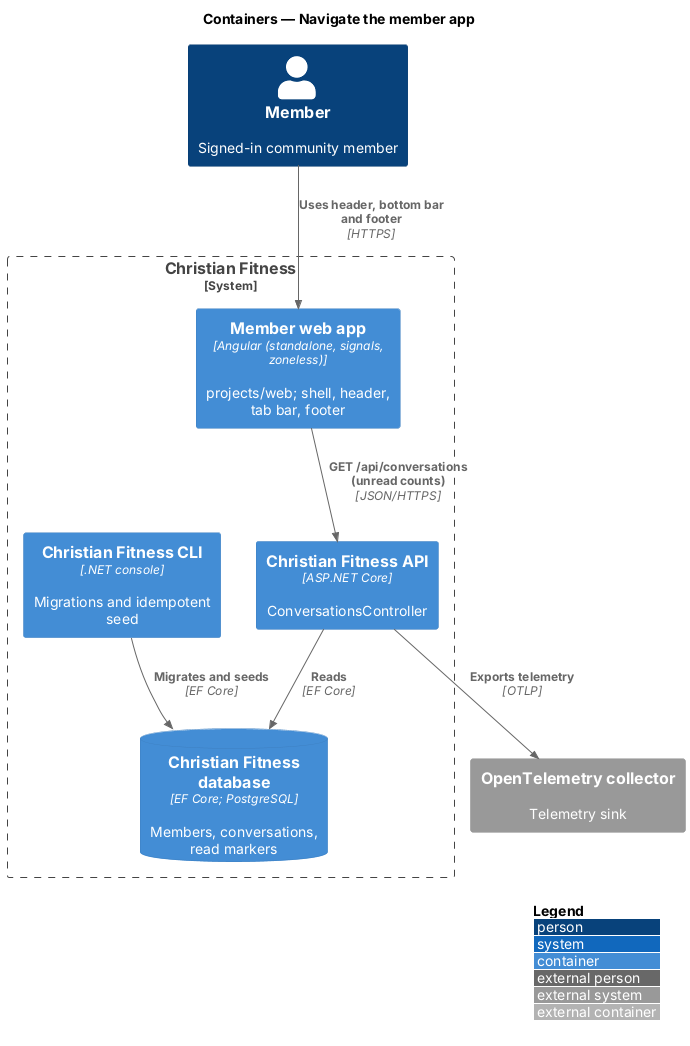 Containers — Navigate the member app
Member
Signed-in community member
Uses header, bottom bar
and footer
[HTTPS]
Christian Fitness
[System]
Member web app
[Angular (standalone, signals,
zoneless)]
projects/web; shell, header,
tab bar, footer
GET /api/conversations
(unread counts)
[JSON/HTTPS]
Christian Fitness CLI
[.NET console]
Migrations and idempotent
seed
Christian Fitness API
[ASP.NET Core]
ConversationsController
Migrates and seeds
[EF Core]
Reads
[EF Core]
Exports telemetry
[OTLP]
Christian Fitness
database
[EF Core; PostgreSQL]
Members, conversations,
read markers
OpenTelemetry collector
Telemetry sink
Legend
person
system
container
external person
external system
external container